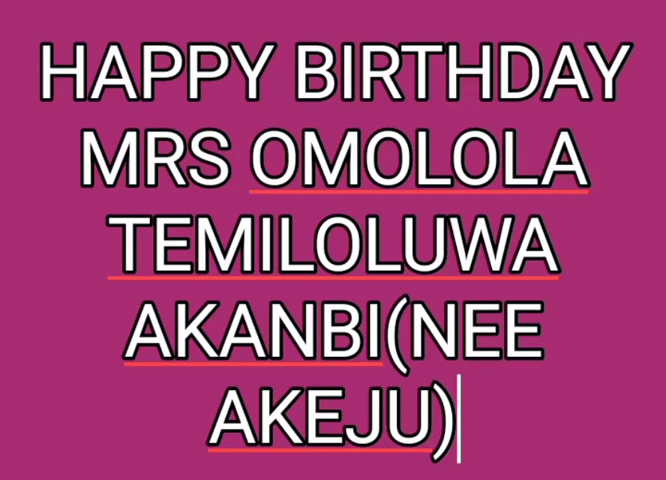 HAPPY BIRTHDAY
MRS OMOLOLA
TEMILOLUWA
AKANBI(NEE
AKEJU)